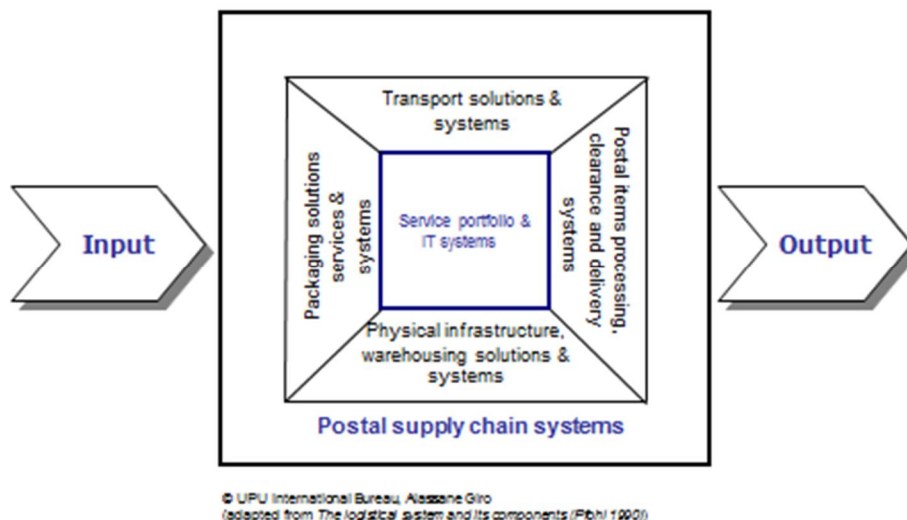 Transport solutions &
systems
Input
Packaging solutions
services &
systems
Service portfolio &
IT systems
Postal items processing,
clearance and delivery
systems
Output
Physical infrastructure,
warehousing solutions &
systems
Postal supply chain systems
© UPU International Bureau, Alassane Giro
(adapted from The logistical system and its components (Pfohl 1990))